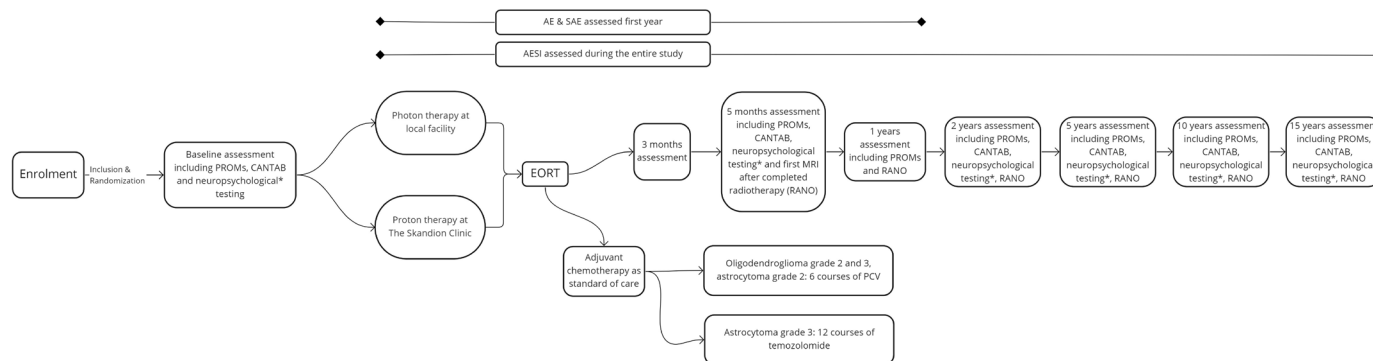 AE & SAE assessed first year
AESI assessed during the entire study
Enrolment
Inclusion &
Randomization
Baseline assessment
including PROMs, CANTAB
and neuropsychological*
testing
Photon therapy at
local facility
Proton therapy at
The Skandion Clinic
EORT
3 months
assessment
5 months
assessment
including PROMs,
CANTAB,
neuropsychological
testing* and first MRI
after completed
radiotherapy (RANO)
1 years
assessment
including PROMs
and RANO
2 years assessment
including PROMs,
CANTAB,
neuropsychological
testing*, RANO
5 years assessment
including PROMs,
CANTAB,
neuropsychological
testing*, RANO
10 years assessment
including PROMs,
CANTAB,
neuropsychological
testing*, RANO
15 years assessment
including PROMs,
CANTAB,
neuropsychological
testing*, RANO
Adjuvant
chemotherapy as
standard of care
Oligodendroglioma grade 2 and 3,
astrocytoma grade 2: 6 courses of PCV
Astrocytoma grade 3: 12 courses of
temozolomide